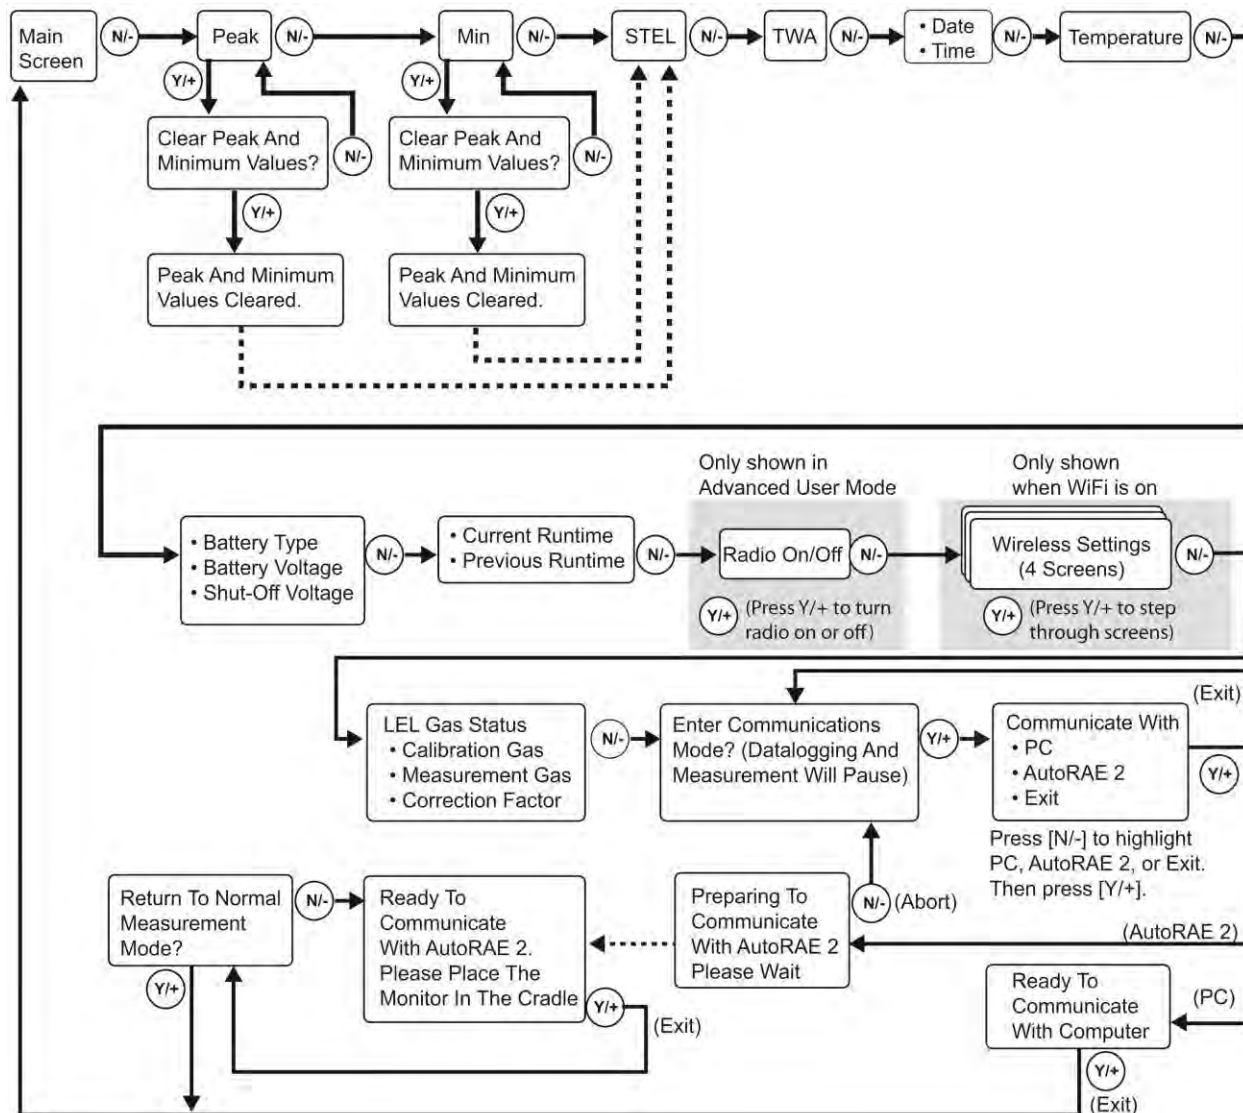 Main
Screen
N/-
Peak
N/-
Min
N/-
STEL
N/-
TWA
N/-
• Date
• Time
N/-
Temperature
N/-
Y/+
Y/+
Clear Peak And
Minimum Values?
N/-
Clear Peak And
Minimum Values?
N/-
Y/+
Y/+
Peak And Minimum
Values Cleared.
Peak And Minimum
Values Cleared.
Only shown in
Advanced User Mode
Only shown
when WiFi is on
• Battery Type
• Battery Voltage
• Shut-Off Voltage
N/-
• Current Runtime
• Previous Runtime
N/-
Radio On/Off
N/-
Wireless Settings
(4 Screens)
N/-
Y/+
(Press Y/+ to turn
radio on or off)
Y/+
(Press Y/+ to step
through screens)
(Exit)
LEL Gas Status
• Calibration Gas
• Measurement Gas
• Correction Factor
N/-
Enter Communications
Mode? (Datalogging And
Measurement Will Pause)
Y/+
Communicate With
• PC
• AutoRAE 2
• Exit
Y/+
Press [N/-] to highlight
PC, AutoRAE 2, or Exit.
Then press [Y/+].
Return To Normal
Measurement
Mode?
N/-
Y/+
Ready To
Communicate
With AutoRAE 2.
Please Place The
Monitor In The Cradle
Y/+
(Exit)
Preparing To
Communicate
With AutoRAE 2
Please Wait
N/-
(Abort)
(AutoRAE 2)
Ready To
Communicate
With Computer
(PC)
Y/+
(Exit)